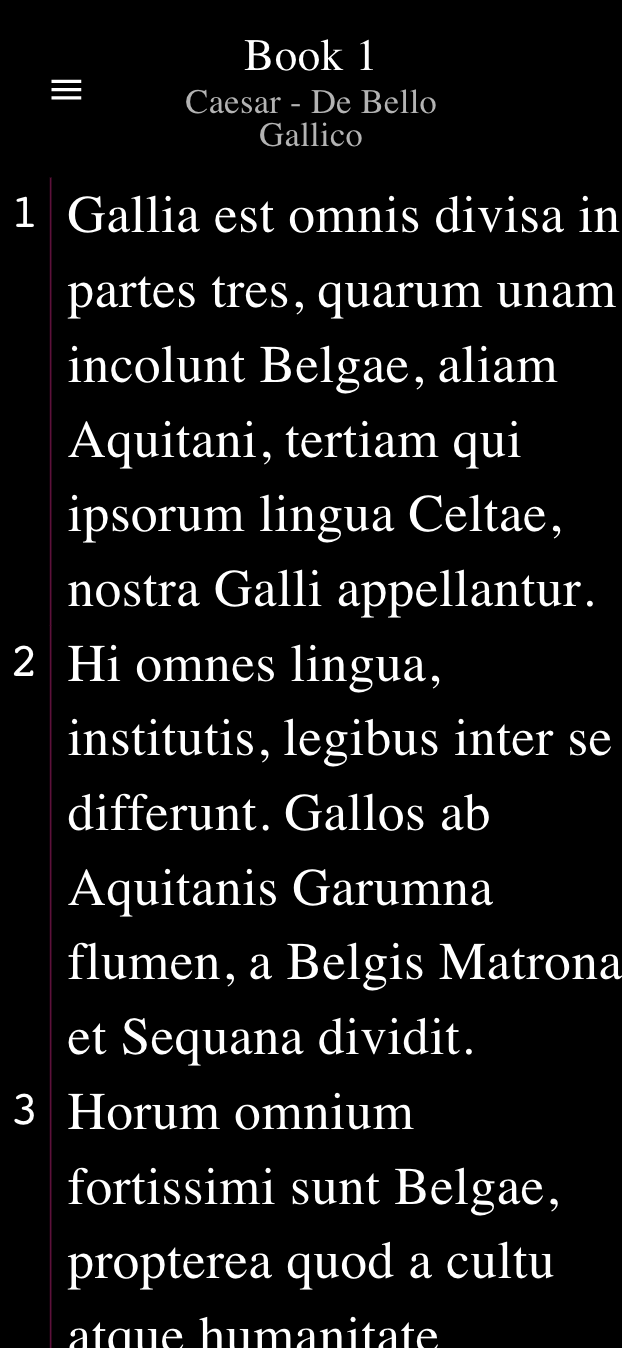 Book 1
Caesar - De Bello
Gallico
1 Gallia est omnis divisa in
partes tres, quarum unam
incolunt Belgae, aliam
Aquitani, tertiam qui
ipsorum lingua Celtae,
nostra Galli appellantur.
2 Hi omnes lingua,
institutis, legibus inter se
differunt. Gallos ab
Aquitanis Garumna
flumen, a Belgis Matrona
et Sequana dividit.
3 Horum omnium
fortissimi sunt Belgae,
propterea quod a cultu
atque humanitate